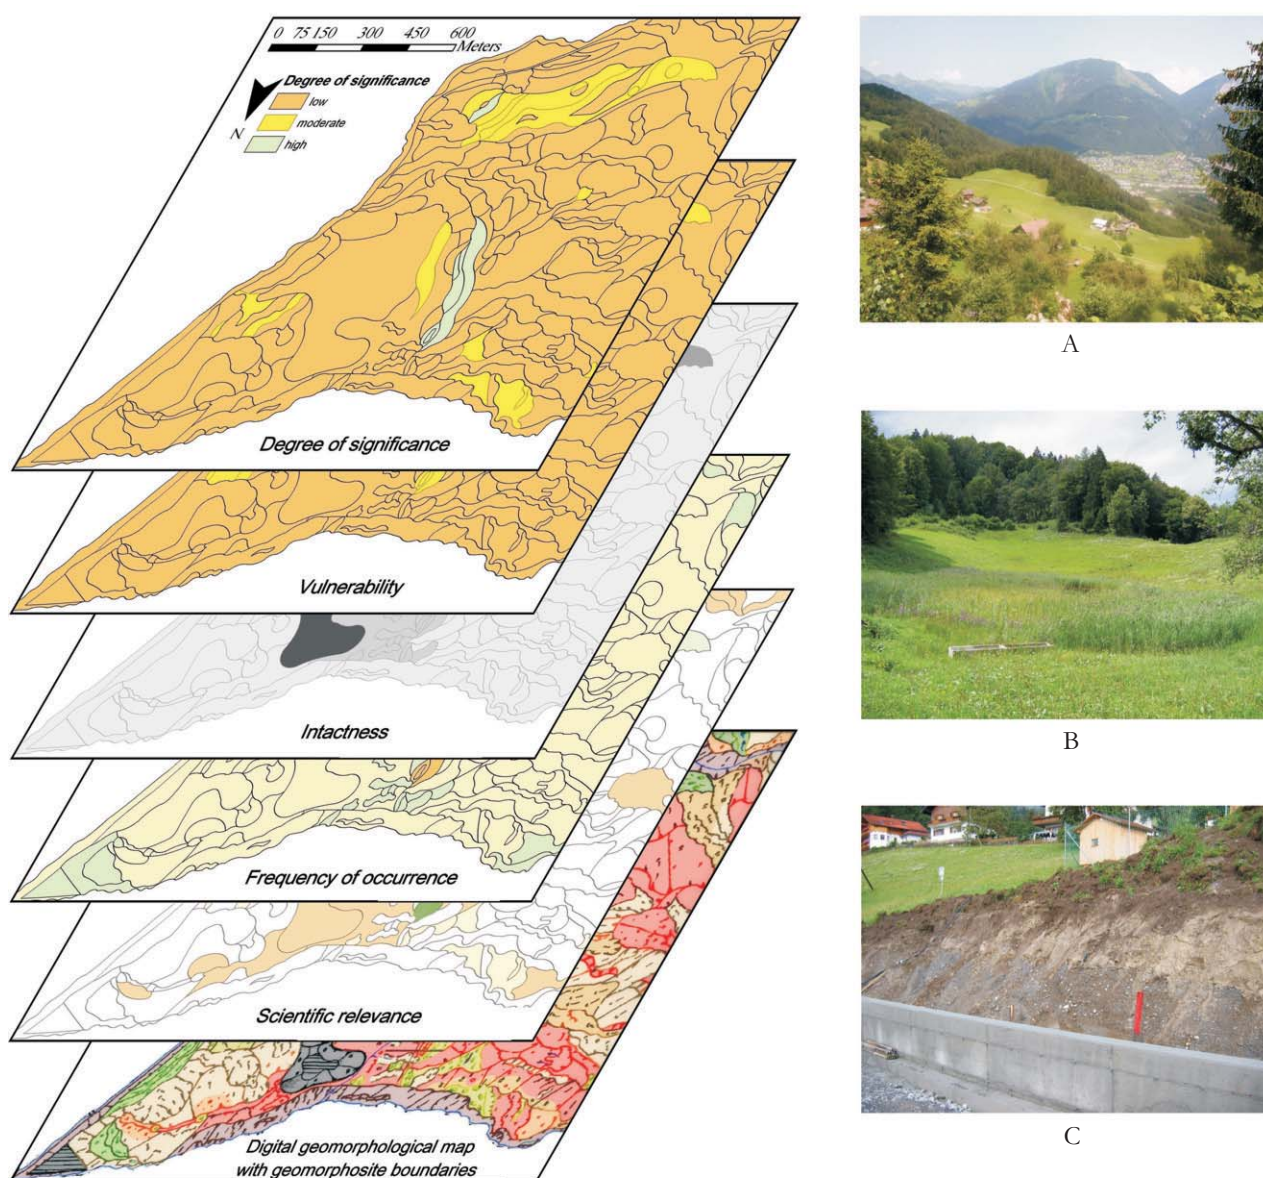 0 75 150 300 450 600
Meters
Degree of significance
low
moderate
high
N
Degree of significance
Vulnerability
Intactness
Frequency of occurrence
Scientific relevance
Digital geomorphological map
with geomorphosite boundaries
A
B
C